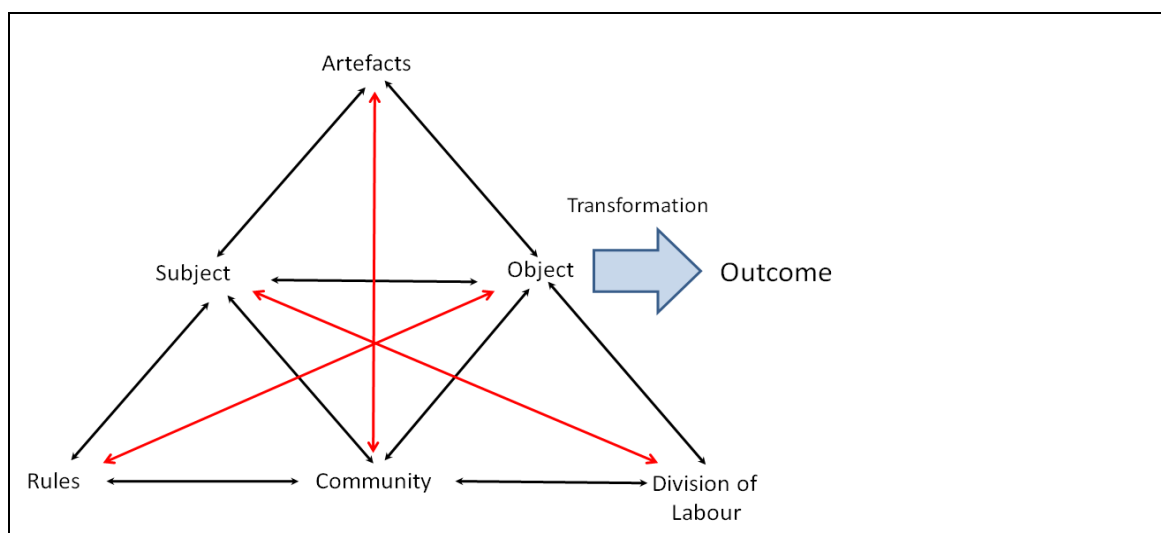 Artefacts
Transformation
Subject
Object
Outcome
Rules
Community
Division of
Labour